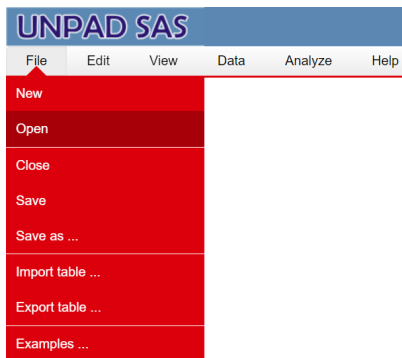 UNPAD SAS
File Edit View Data Analyze Help
New
Open
Close
Save
Save as ...
Import table ...
Export table ...
Examples ...